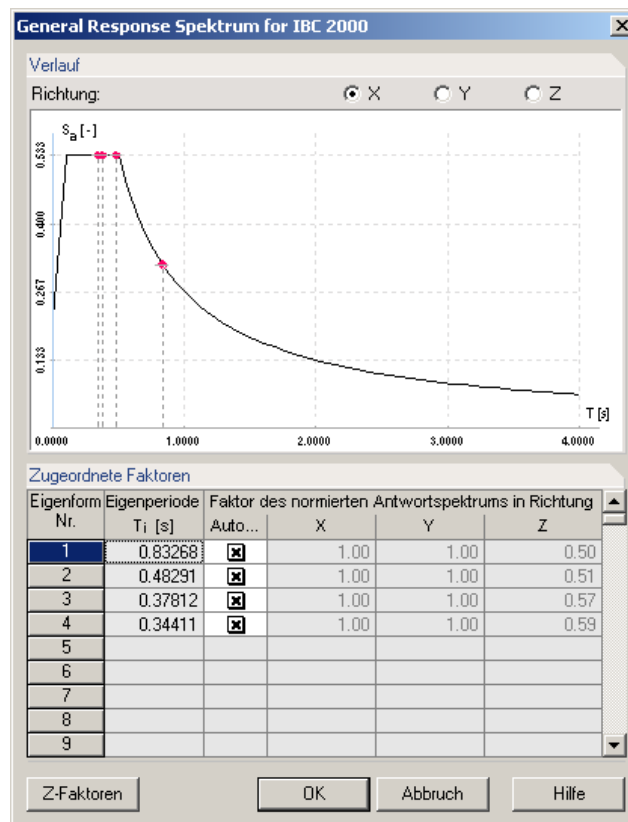 General Response Spektrum for IBC 2000
Verlauf
Richtung: X Y Z
Sa [-]
0.533
0.400
0.267
0.133
T [s]
0.0000 1.0000 2.0000 3.0000 4.0000
Zugeordnete Faktoren
Eigenform Eigenperiode Faktor des normierten Antwortspektrums in Richtung
Nr. Ti [s] Auto... X Y Z
1 0.83268 1.00 1.00 0.50
2 0.48291 1.00 1.00 0.51
3 0.37812 1.00 1.00 0.57
4 0.34411 1.00 1.00 0.59
5
6
7
8
9
Z-Faktoren OK Abbruch Hilfe